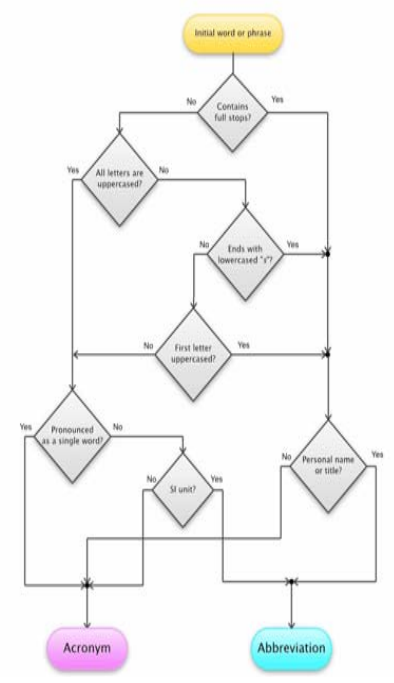 Initial word or phrase
No
Yes
Contains
full stops?
Yes
No
All letters are
uppercased?
No
Yes
Ends with
lowercased "s"?
No
Yes
First letter
uppercased?
Yes
No
Pronounced
as a single word?
No
Yes
Personal name
or title?
No
Yes
SI unit?
Acronym
Abbreviation